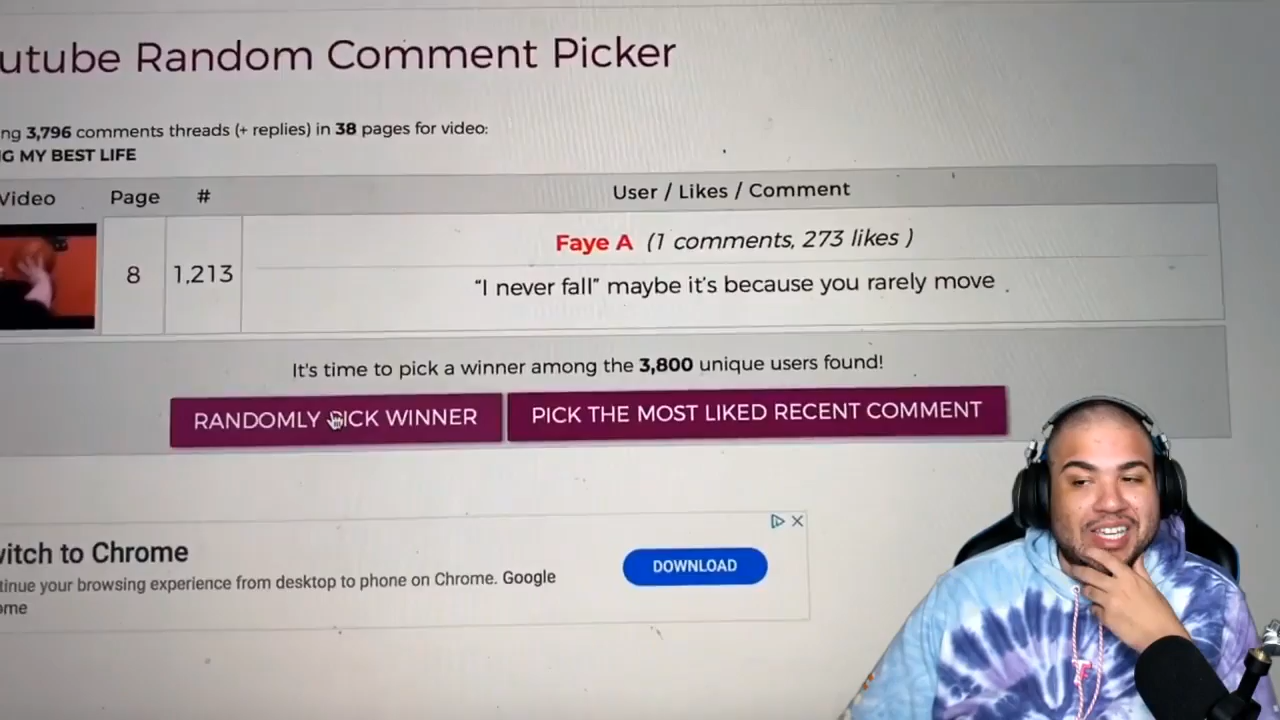 utube Random Comment Picker
ng 3,796 comments threads (+ replies) in 38 pages for video:
G MY BEST LIFE
Video Page # User / Likes / Comment
8 1,213 Faye A (1 comments, 273 likes )
"I never fall" maybe it's because you rarely move
It's time to pick a winner among the 3,800 unique users found!
RANDOMLY PICK WINNER PICK THE MOST LIKED RECENT COMMENT
witch to Chrome
tinue your browsing experience from desktop to phone on Chrome. Google
ome
DOWNLOAD